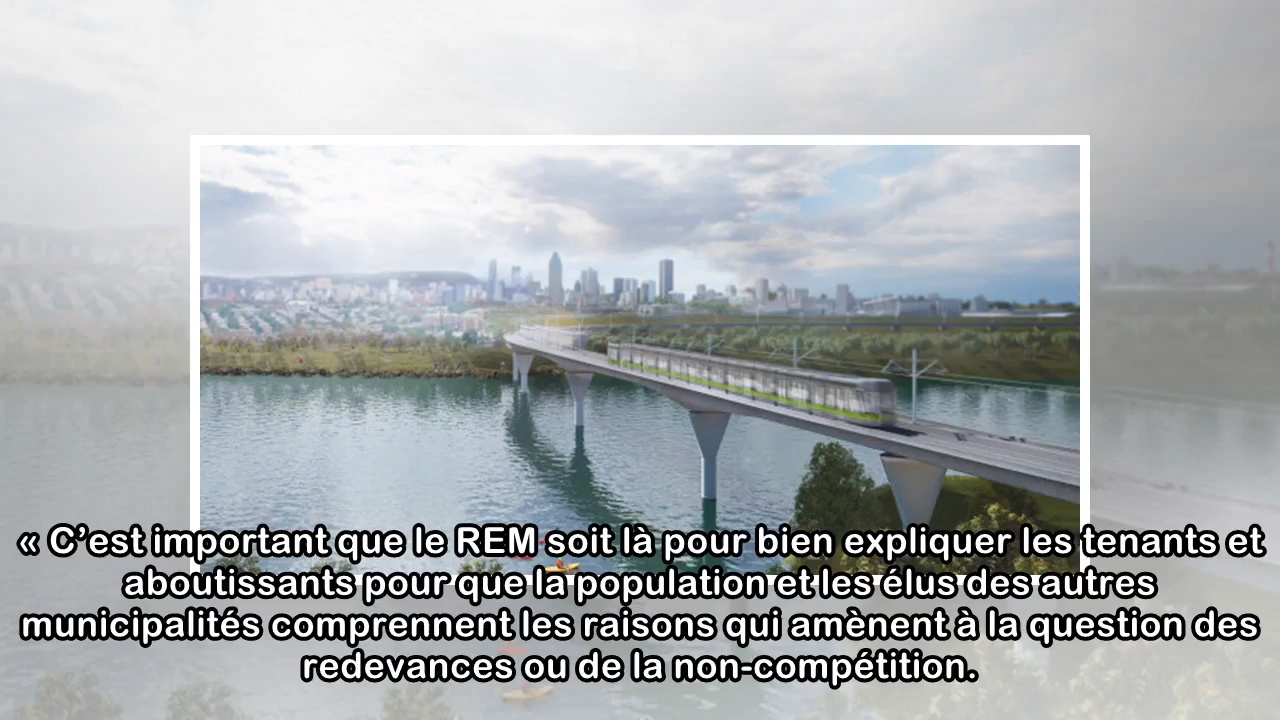 « C’est important que le REM soit là pour bien expliquer les tenants et
aboutissants pour que la population et les élus des autres
municipalités comprennent les raisons qui amènent à la question des
redevances ou de la non-compétition.